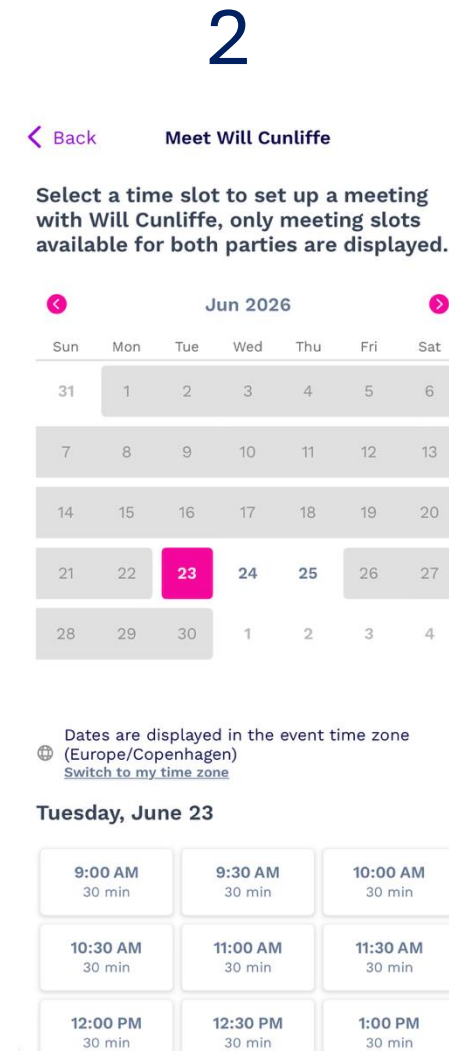 2
Back Meet Will Cunliffe
Select a time slot to set up a meeting
with Will Cunliffe, only meeting slots
available for both parties are displayed.
Jun 2026
Sun Mon Tue Wed Thu Fri Sat
31 1 2 3 4 5 6
7 8 9 10 11 12 13
14 15 16 17 18 19 20
21 22 23 24 25 26 27
28 29 30 1 2 3 4
Dates are displayed in the event time zone
(Europe/Copenhagen)
Switch to my time zone
Tuesday, June 23
9:00 AM 9:30 AM 10:00 AM
30 min 30 min 30 min
10:30 AM 11:00 AM 11:30 AM
30 min 30 min 30 min
12:00 PM 12:30 PM 1:00 PM
30 min 30 min 30 min